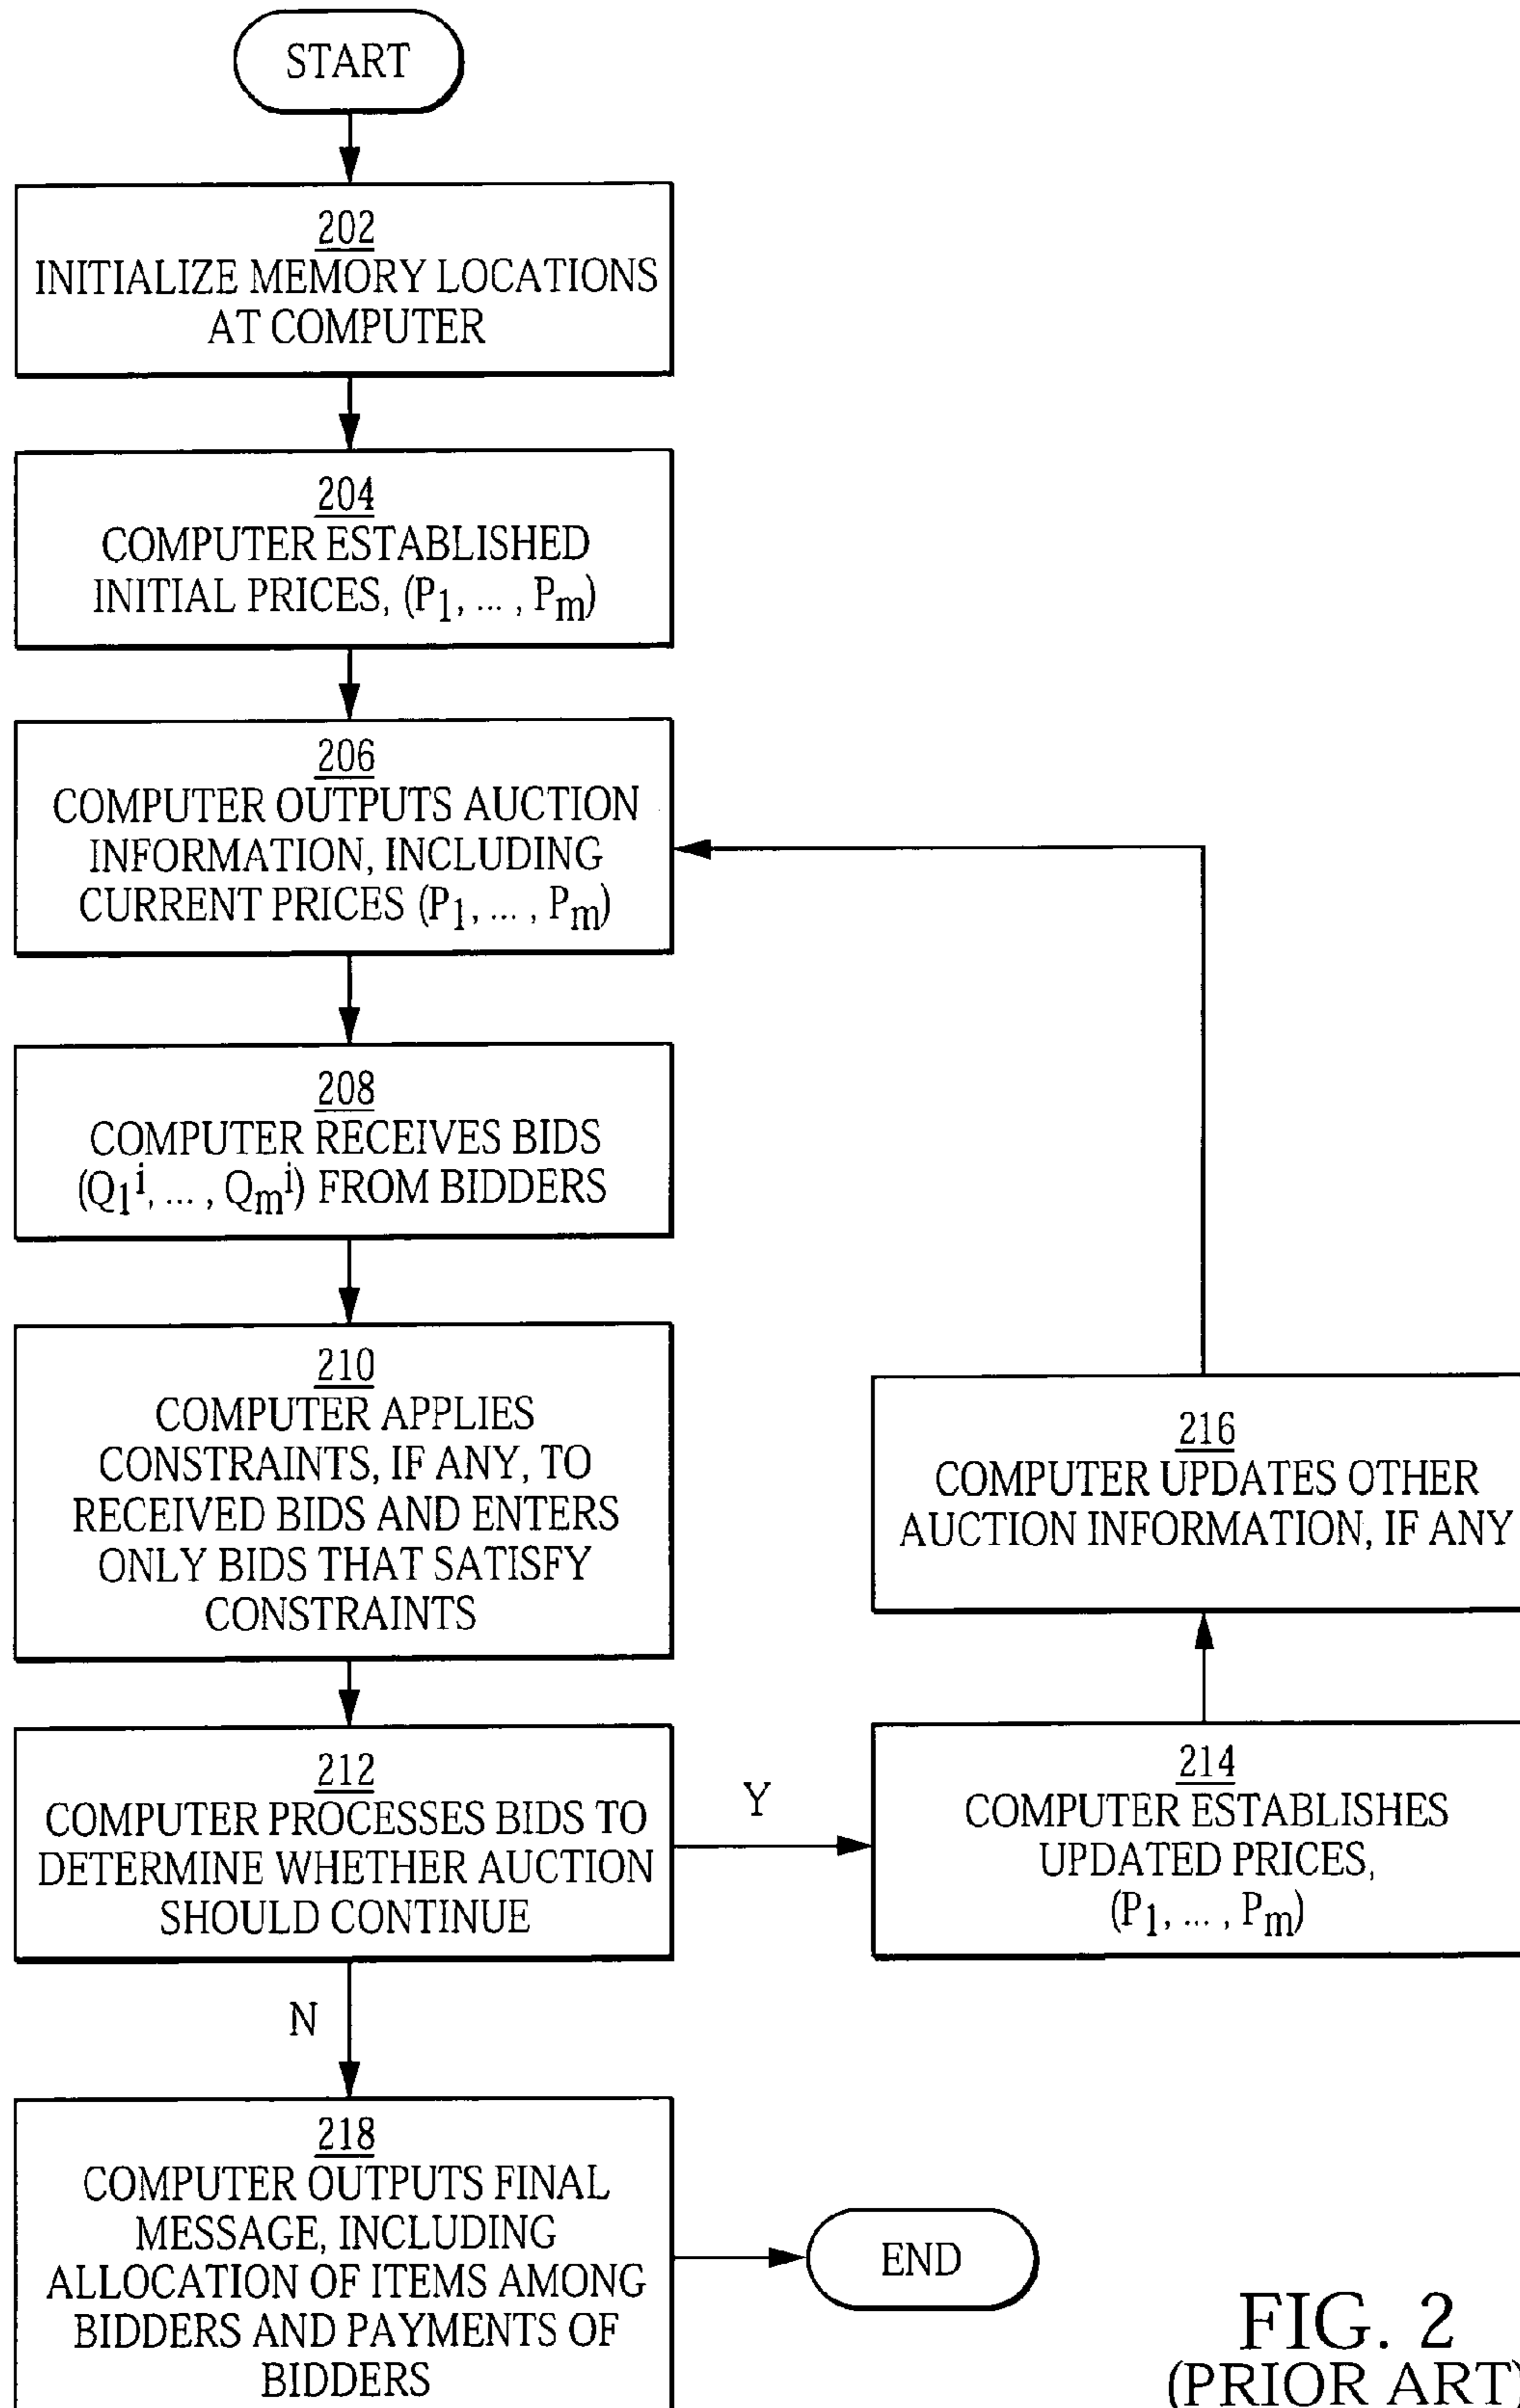 START
202
INITIALIZE MEMORY LOCATIONS
AT COMPUTER
204
COMPUTER ESTABLISHED
INITIAL PRICES, (P1, ... , Pm)
206
COMPUTER OUTPUTS AUCTION
INFORMATION, INCLUDING
CURRENT PRICES (P1, ... , Pm)
208
COMPUTER RECEIVES BIDS
(Q1^i, ... , Qm^i) FROM BIDDERS
210
COMPUTER APPLIES
CONSTRAINTS, IF ANY, TO
RECEIVED BIDS AND ENTERS
ONLY BIDS THAT SATISFY
CONSTRAINTS
212
COMPUTER PROCESSES BIDS TO
DETERMINE WHETHER AUCTION
SHOULD CONTINUE
Y
214
COMPUTER ESTABLISHES
UPDATED PRICES,
(P1, ... , Pm)
216
COMPUTER UPDATES OTHER
AUCTION INFORMATION, IF ANY
N
218
COMPUTER OUTPUTS FINAL
MESSAGE, INCLUDING
ALLOCATION OF ITEMS AMONG
BIDDERS AND PAYMENTS OF
BIDDERS
END
FIG. 2
(PRIOR ART)